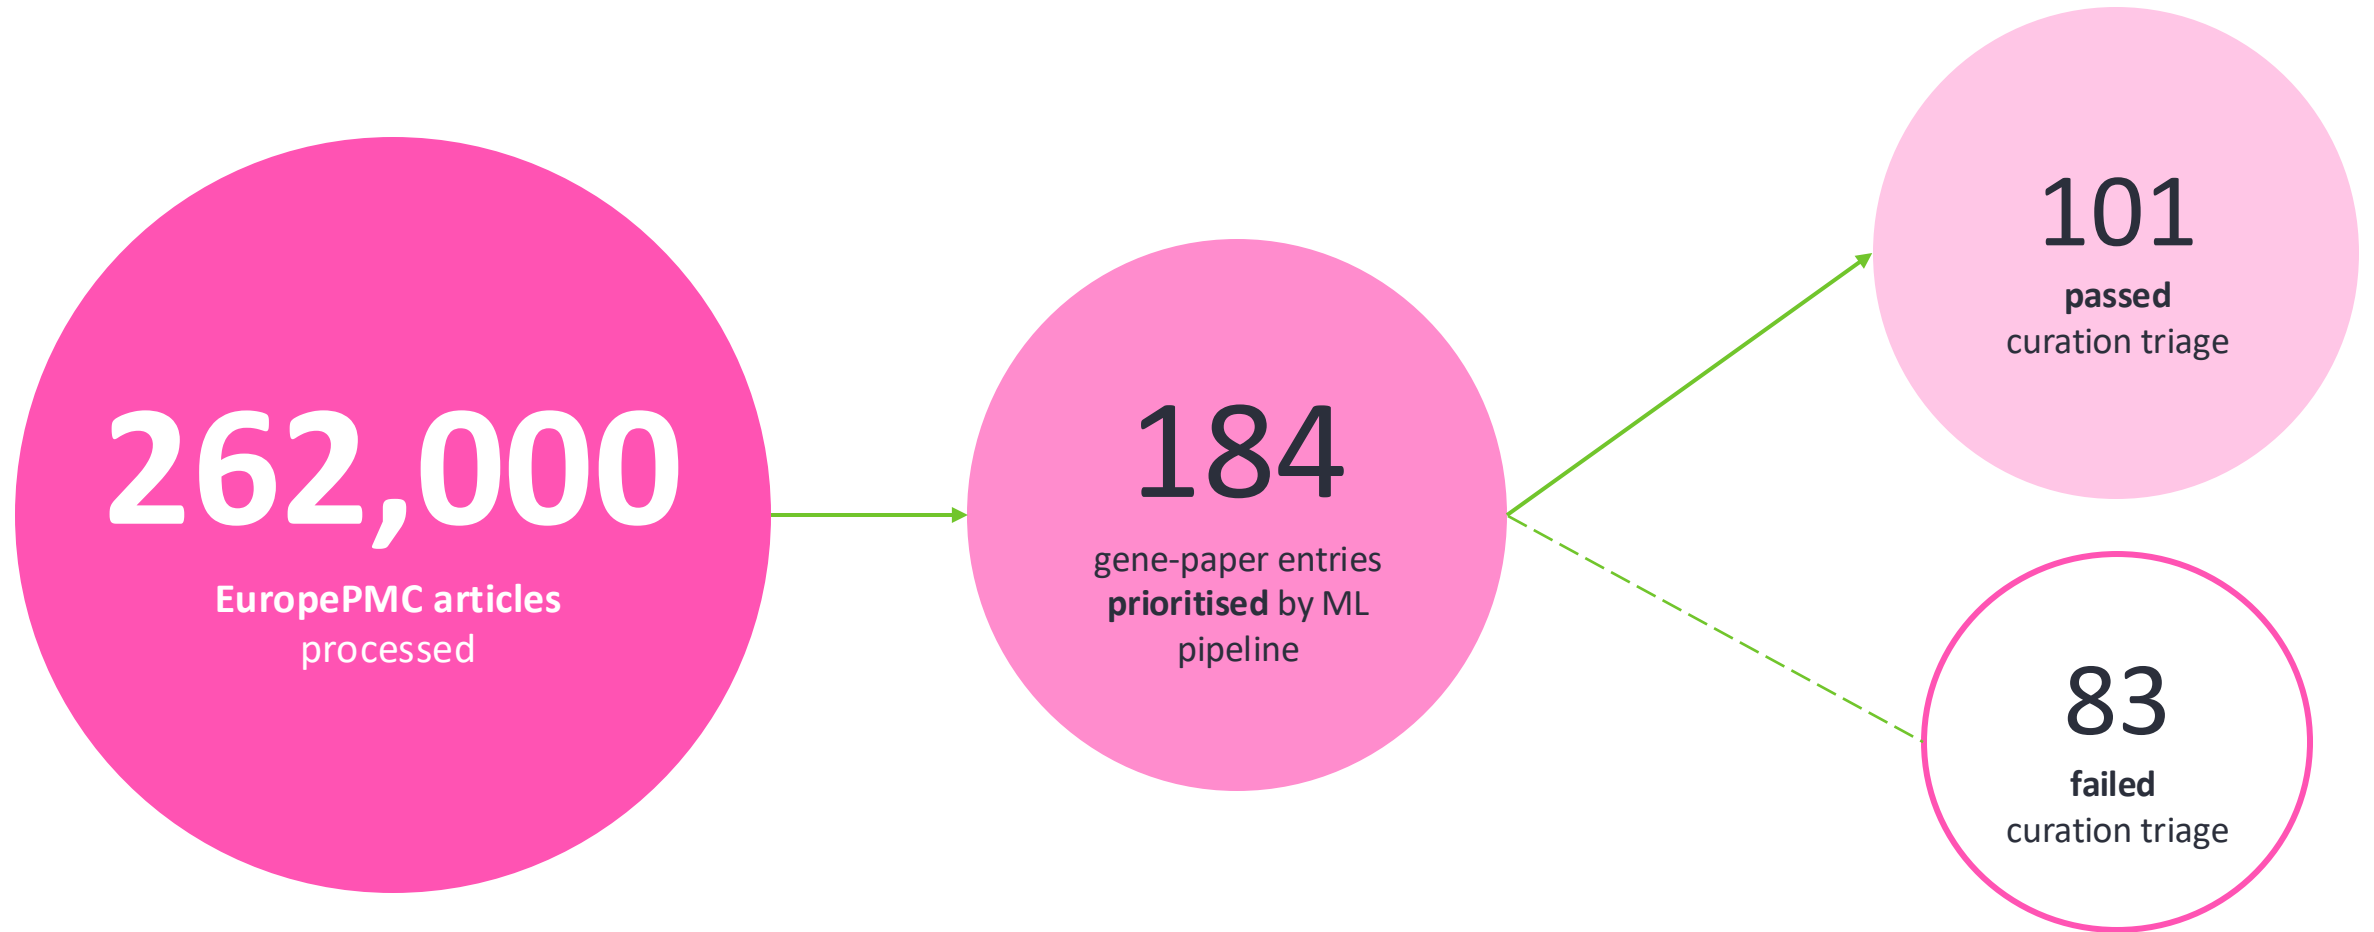 262,000
EuropePMC articles
processed
184
gene-paper entries
prioritised by ML
pipeline
101
passed
curation triage
83
failed
curation triage